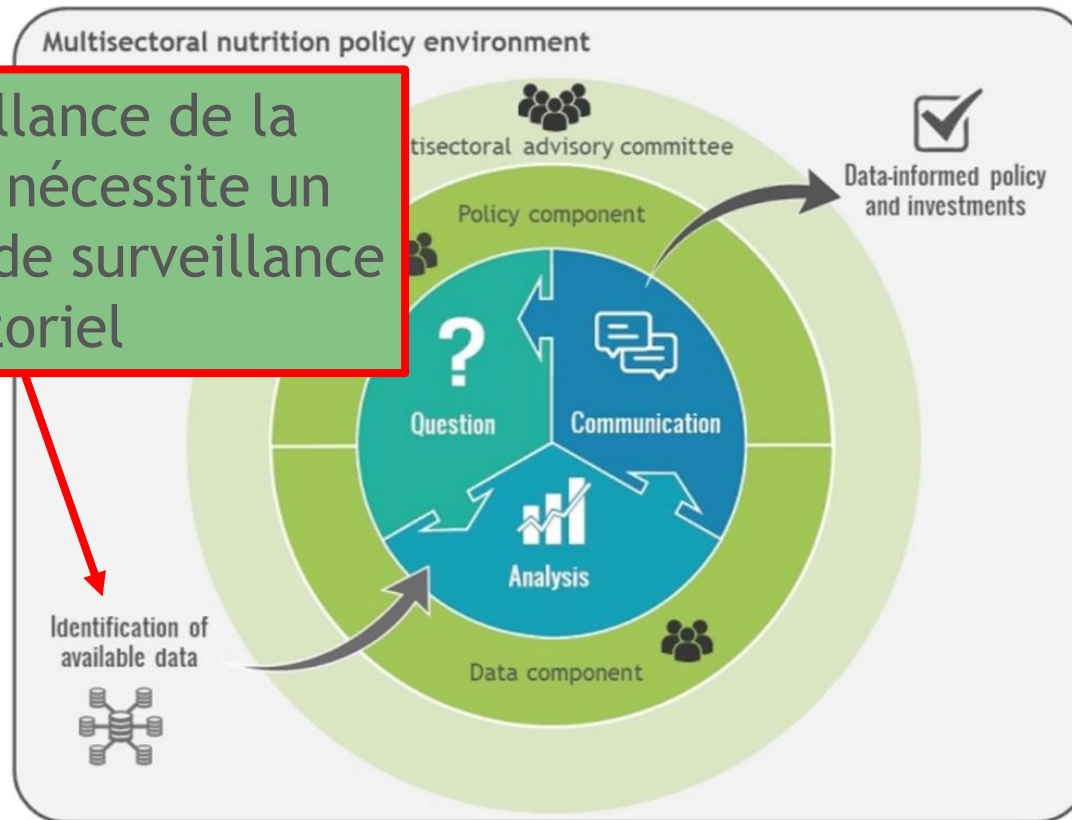 Multisectoral nutrition policy environment
llance de la
nécessite un
de surveillance
toriel
tisectoral advisory committee
Policy component
Data-informed policy
and investments
?
Question
Communication
Analysis
Identification of
available data
Data component